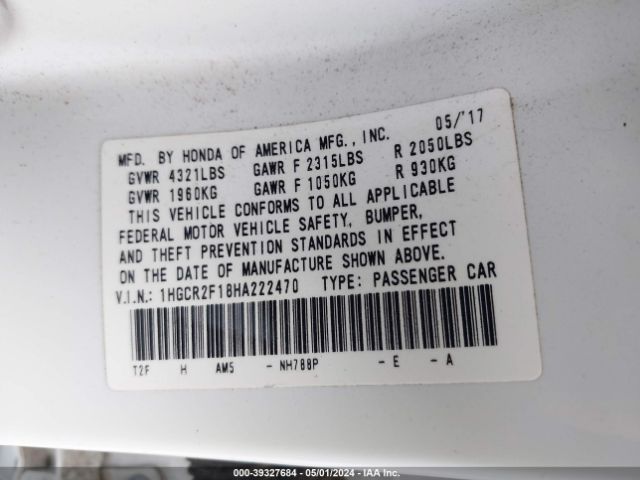 05/'17
MFD. BY HONDA OF AMERICA MFG., INC.
GVWR 4321LBS GAWR F 2315LBS R 2050LBS
GVWR 1960KG GAWR F 1050KG R 930KG
THIS VEHICLE CONFORMS TO ALL APPLICABLE
FEDERAL MOTOR VEHICLE SAFETY, BUMPER,
AND THEFT PREVENTION STANDARDS IN EFFECT
ON THE DATE OF MANUFACTURE SHOWN ABOVE.
V.I.N.: 1HGCR2F18HA222470 TYPE: PASSENGER CAR
T2F H AM5 - NH788P - E - A
000-39327684 - 05/01/2024 - IAA Inc.